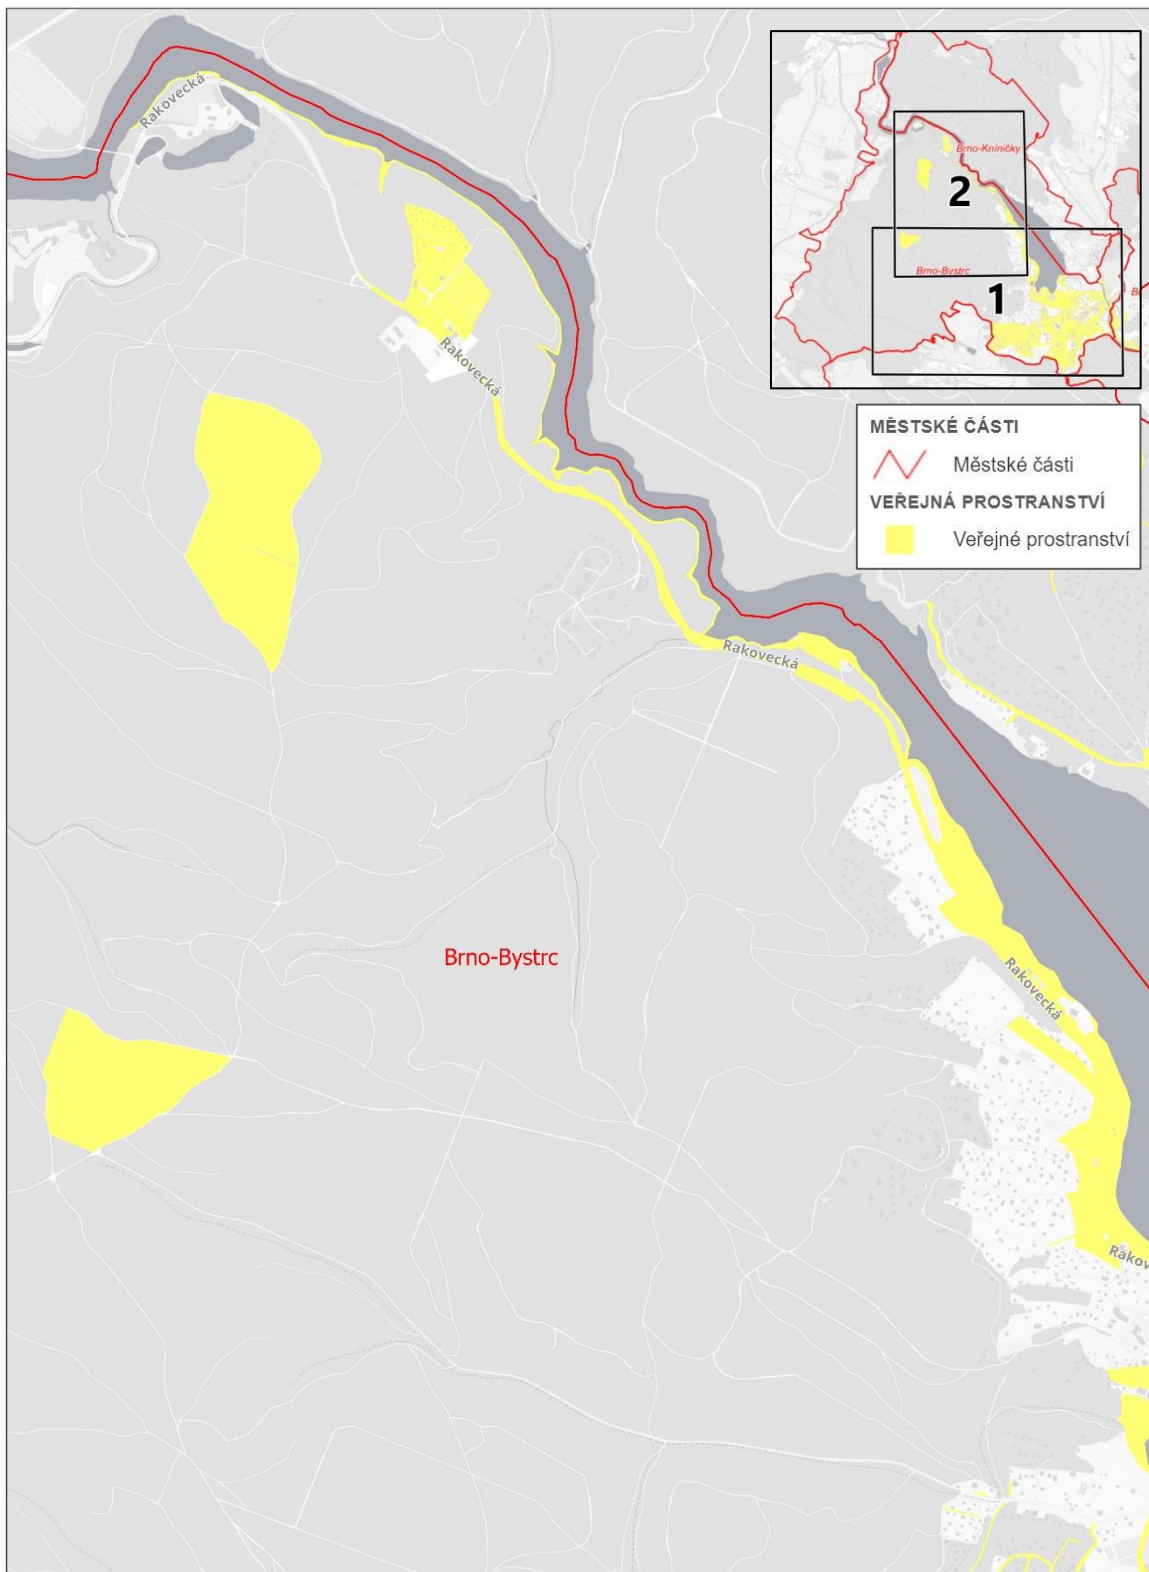 Rakovecká
Brno-Kníničky
2
Brno-Bystrc
1
MĚSTSKÉ ČÁSTI
Městské části
VEŘEJNÁ PROSTRANSTVÍ
Veřejné prostranství
Rakovecká
Rakovecká
Brno-Bystrc
Rakovecká
Rakov